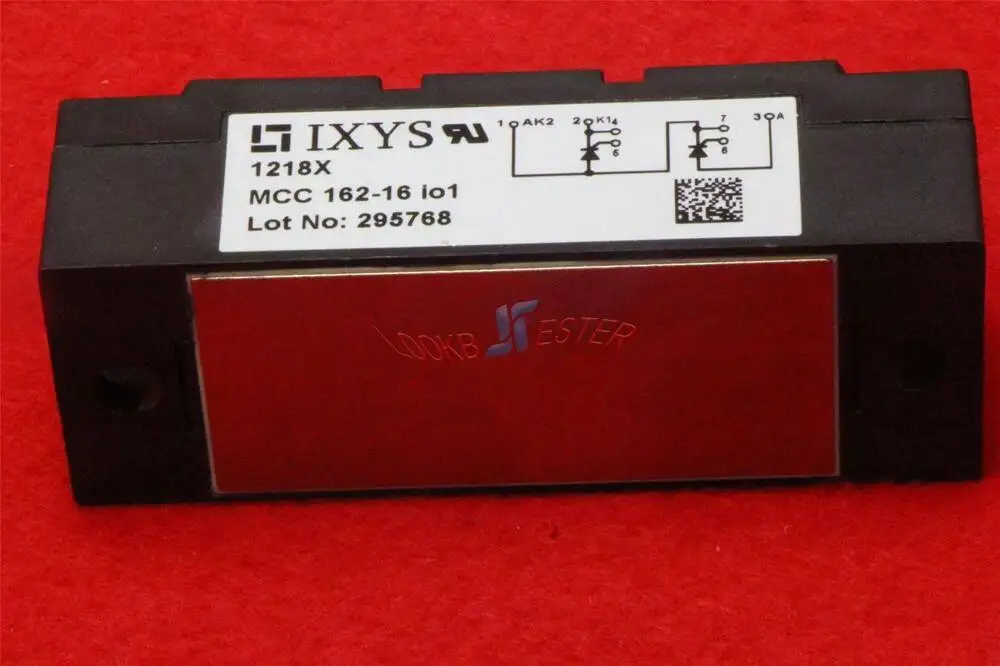 IXYS
1218X
MCC 162-16 io1
Lot No: 295768
1 AK2 2 K1 4 5 7 6 3 A
LOOKB ESTER